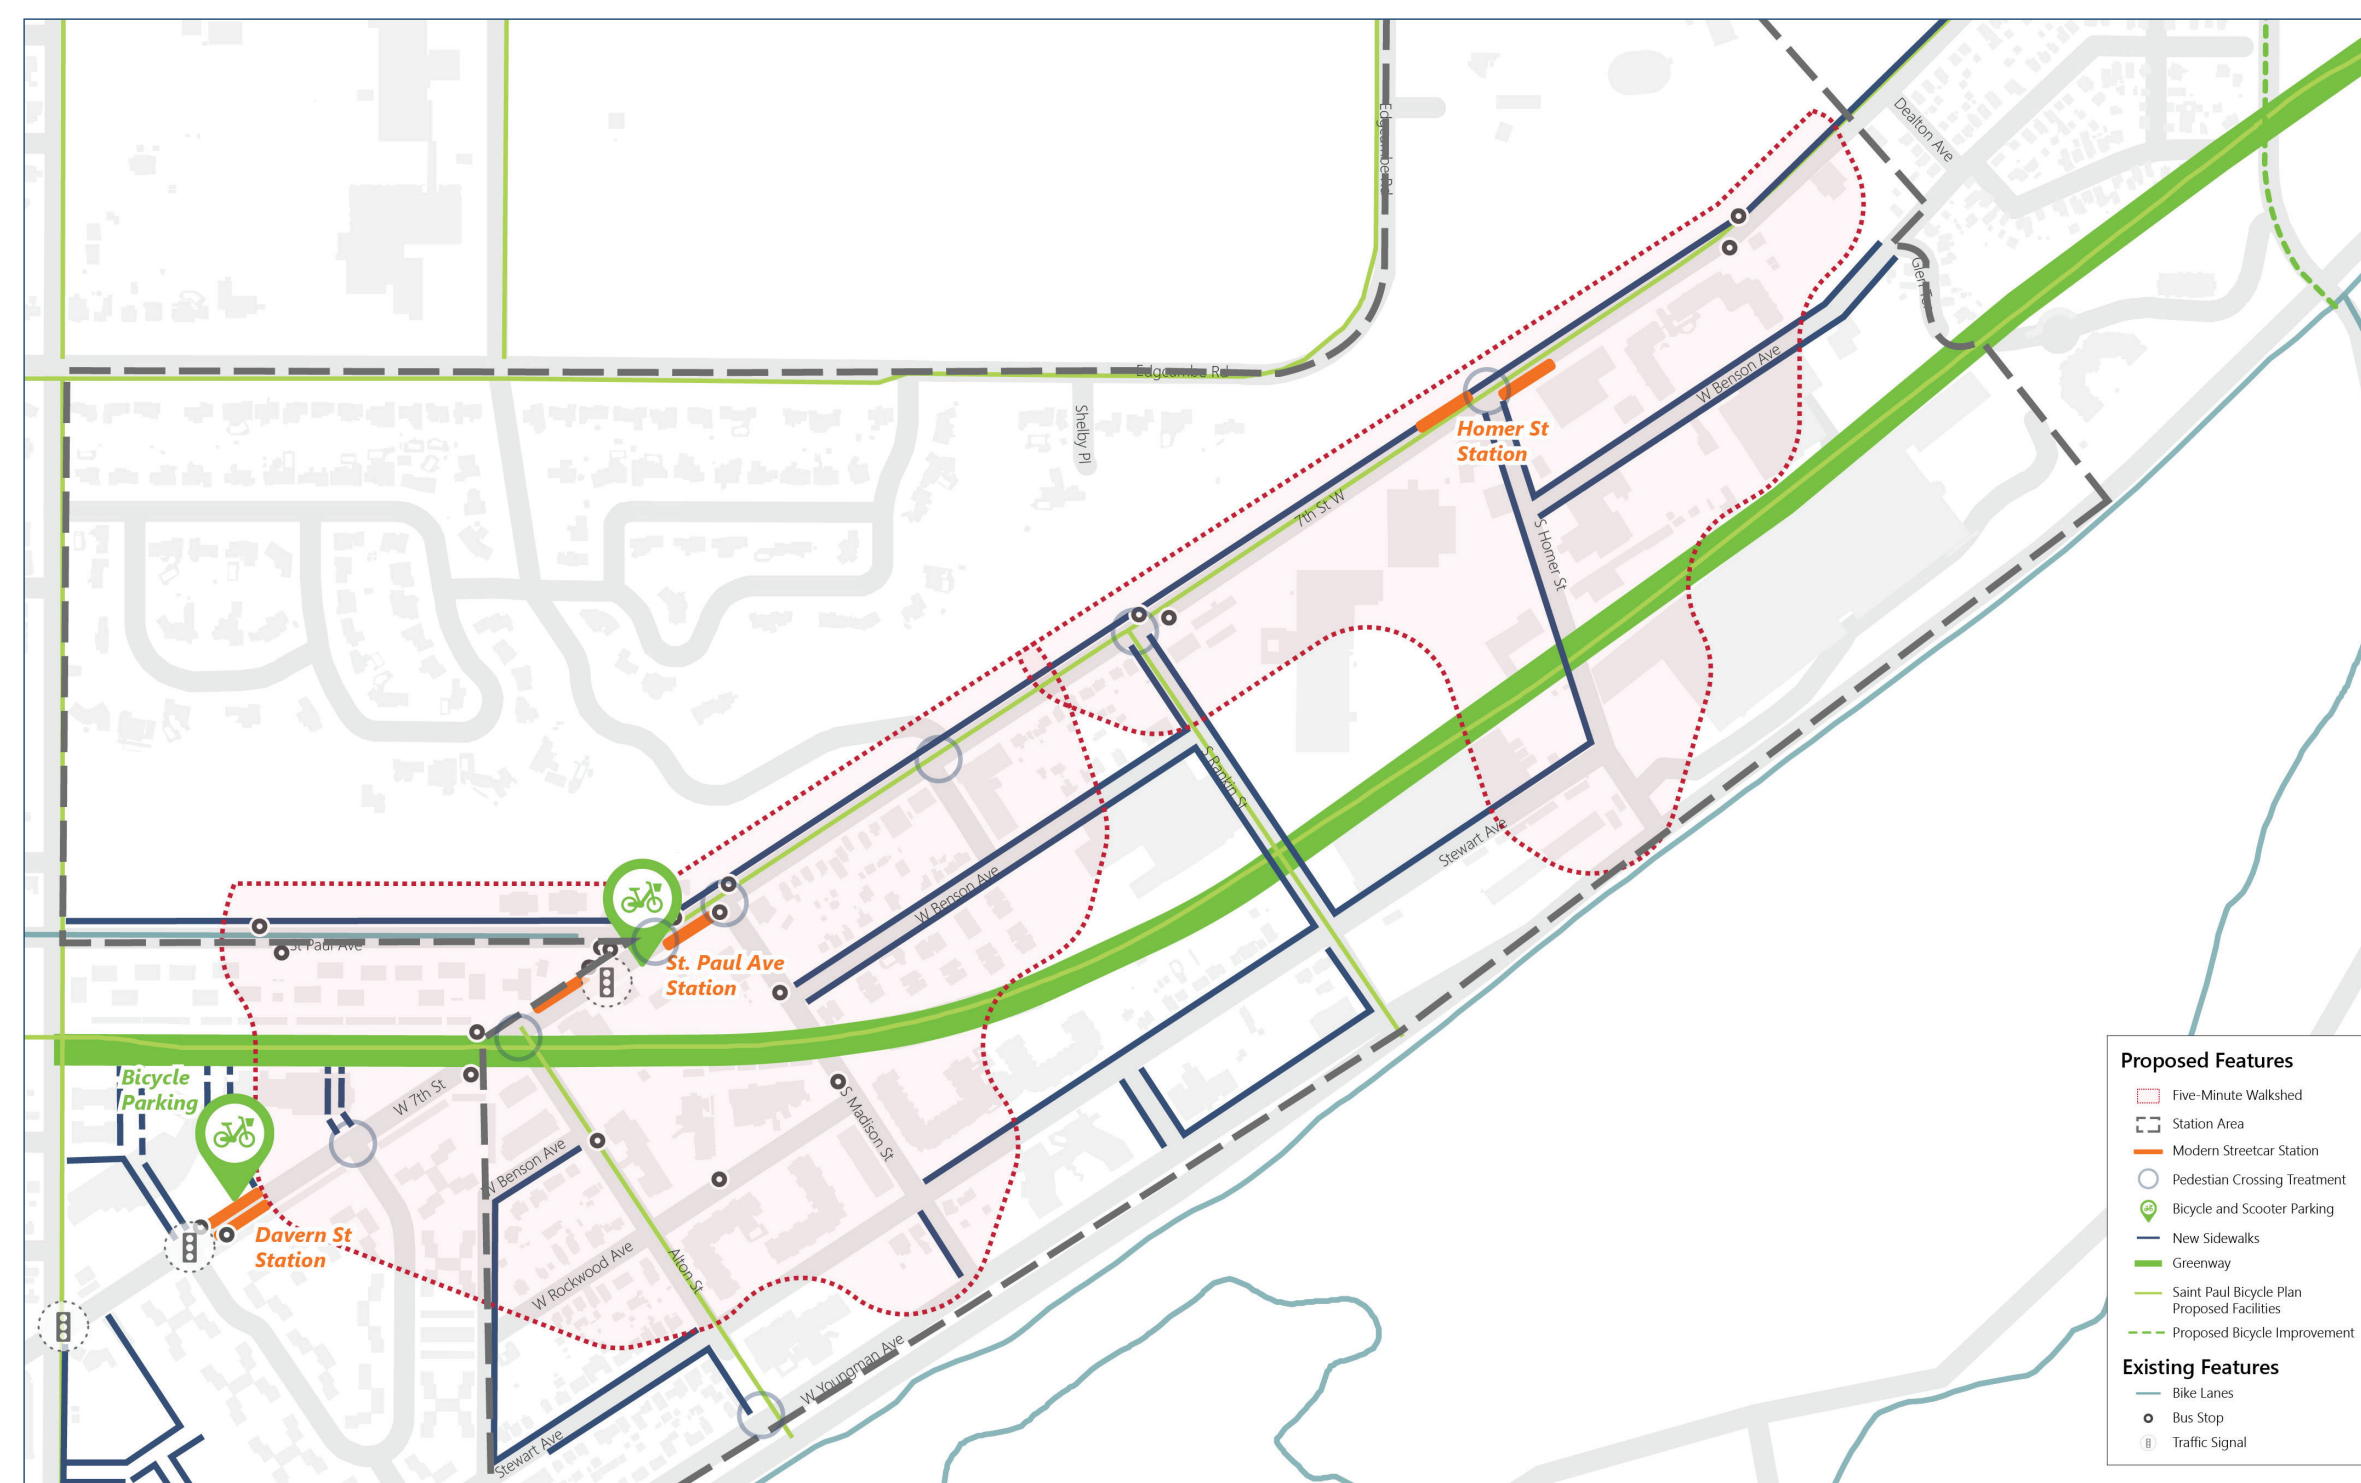 Edgcumbe Rd
Dealton Ave
Glen Ter
Edgcumbe Rd
Shelby Pl
W Benson Ave
Homer St
Station
7th St W
S Homer St
S Rankin St
Stewart Ave
W Benson Ave
St Paul Ave
St. Paul Ave
Station
Bicycle
Parking
W 7th St
S Madison St
W Benson Ave
Davern St
Station
W Rockwood Ave
Alton St
W Youngman Ave
Stewart Ave
Proposed Features
Five-Minute Walkshed
Station Area
Modern Streetcar Station
Pedestian Crossing Treatment
Bicycle and Scooter Parking
New Sidewalks
Greenway
Saint Paul Bicycle Plan
Proposed Facilities
Proposed Bicycle Improvement
Existing Features
Bike Lanes
Bus Stop
Traffic Signal